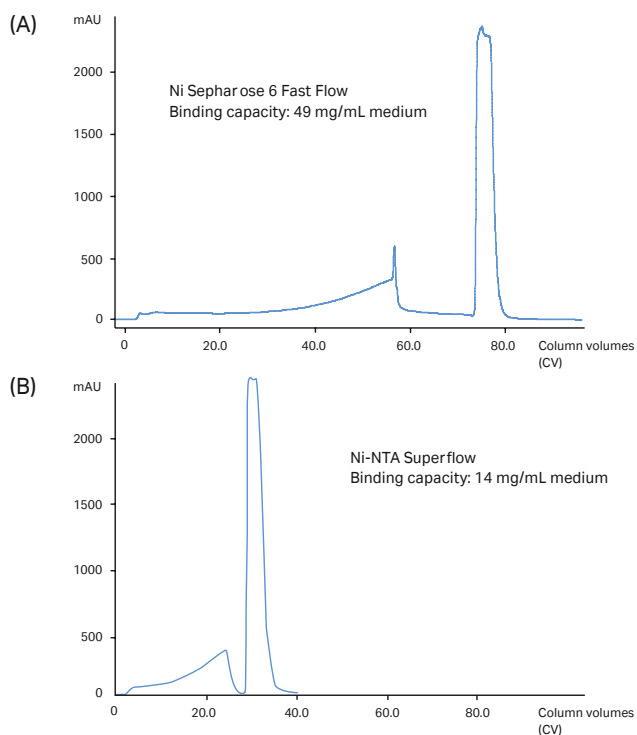 (A)
mAU
2000
1500
1000
500
0
Ni Sephar ose 6 Fast Flow
Binding capacity: 49 mg/mL medium
0 20.0 40.0 60.0 80.0 Column volumes
(CV)
(B)
mAU
2000
1500
1000
500
0
Ni-NTA Superflow
Binding capacity: 14 mg/mL medium
0 20.0 40.0 60.0 80.0 Column volumes
(CV)